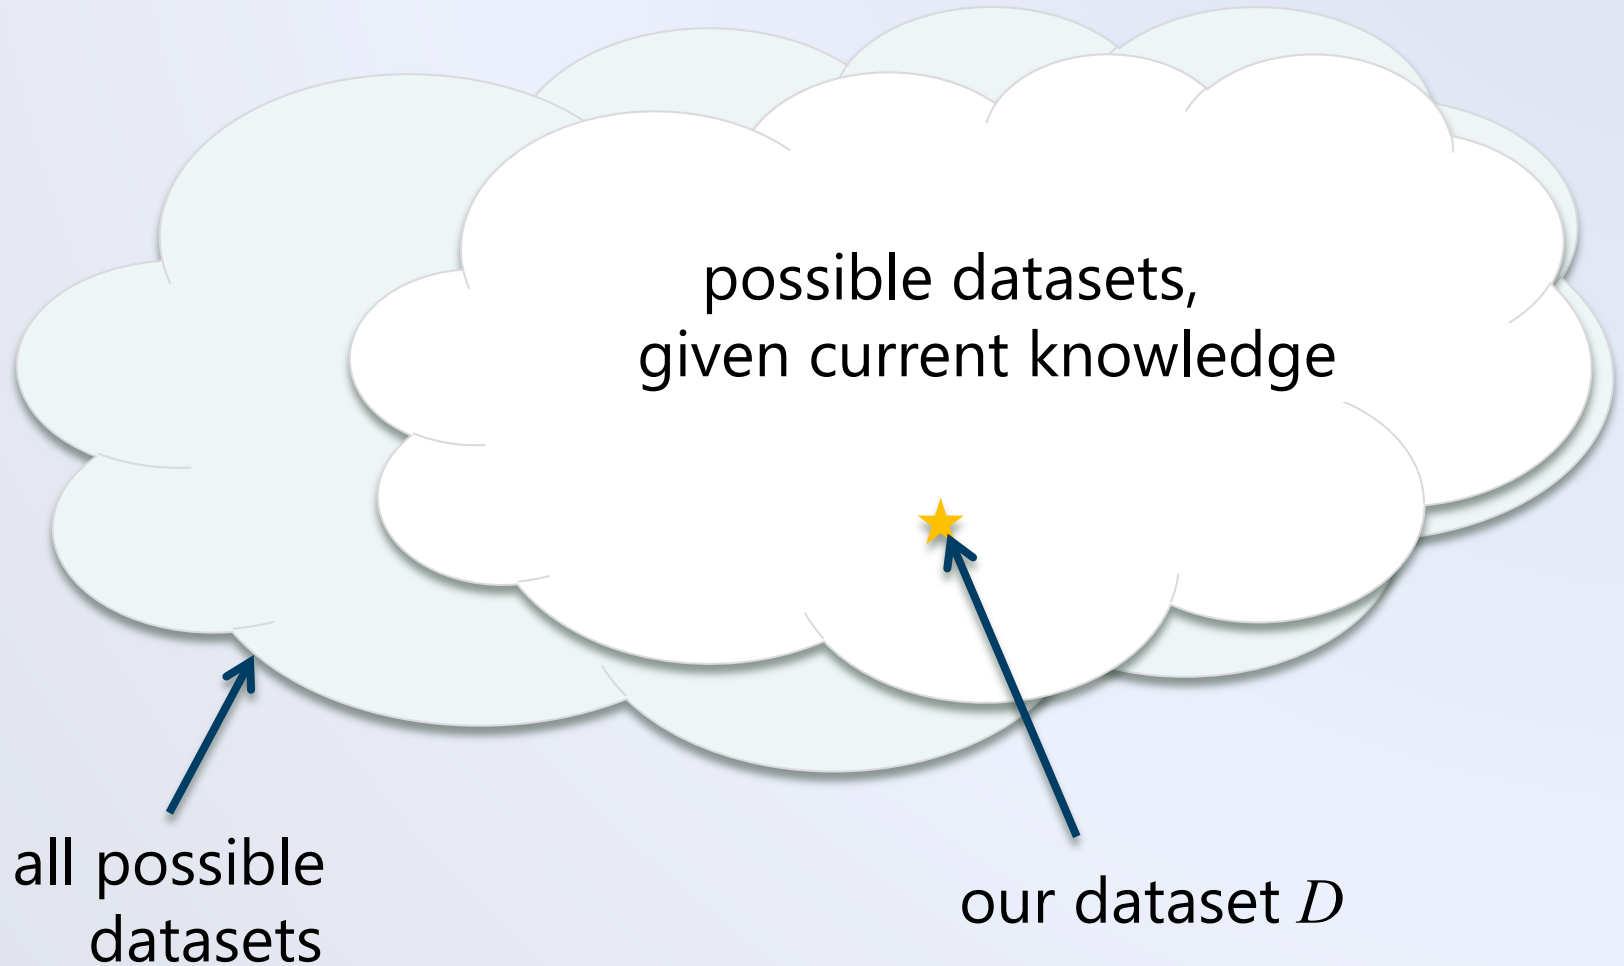 possible datasets,
given current knowledge
all possible
datasets
our dataset D